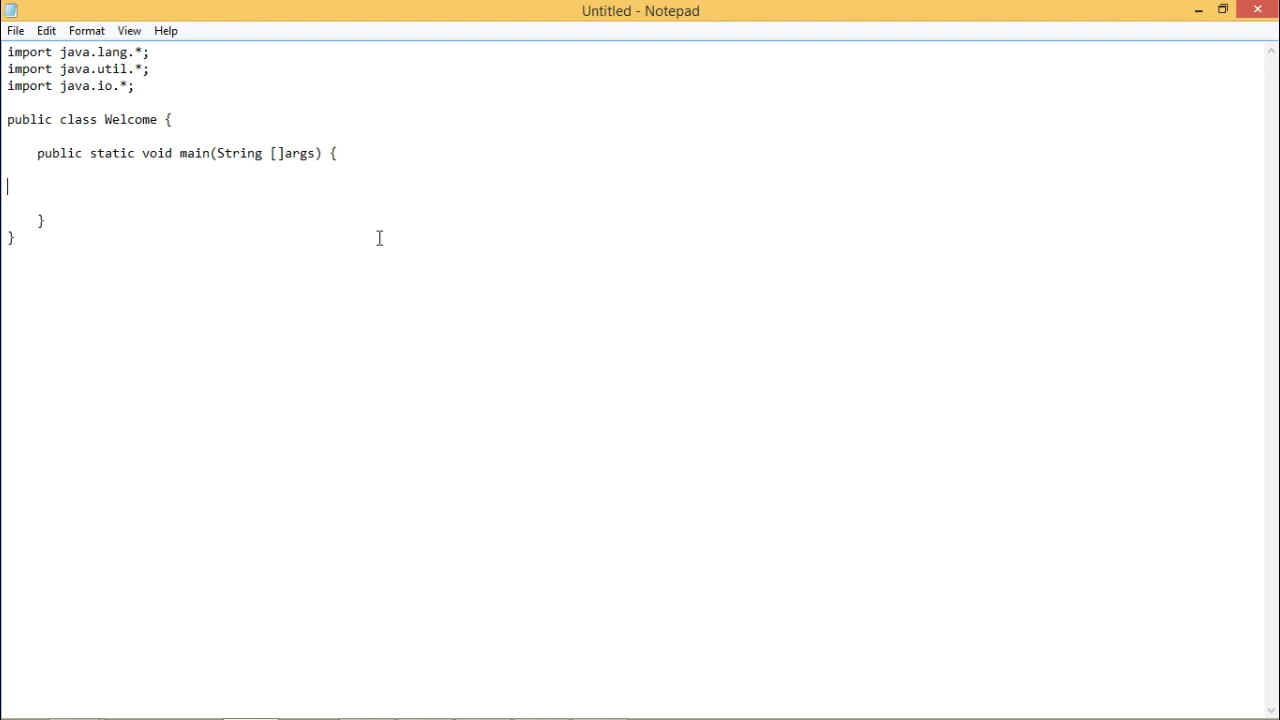 Untitled - Notepad
File Edit Format View Help
import java.lang.*;
import java.util.*;
import java.io.*;
public class Welcome {
public static void main(String []args) {
}
}